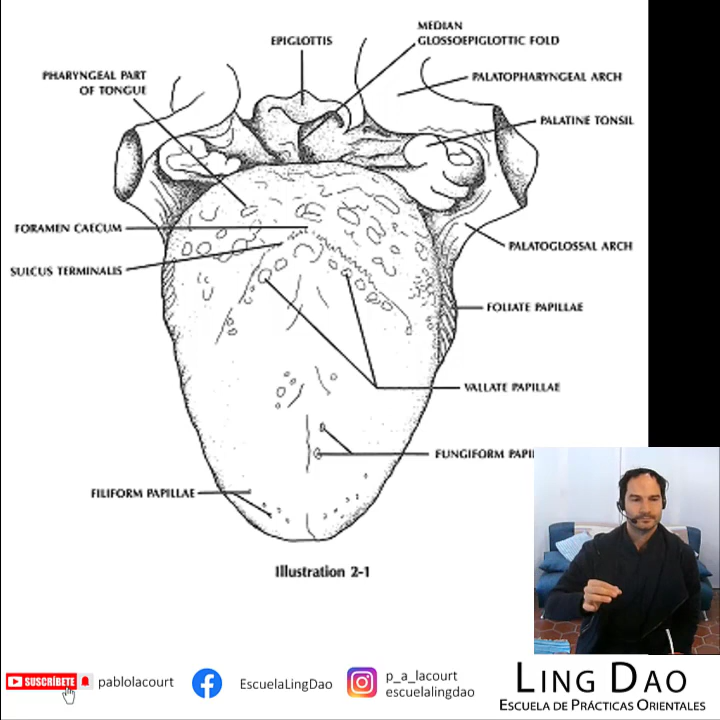 MEDIAN
GLOSSOEPIGLOTTIC FOLD
EPIGLOTTIS
PHARYNGEAL PART
OF TONGUE
PALATOPHARYNGEAL ARCH
PALATINE TONSIL
FORAMEN CAECUM
SULCUS TERMINALIS
PALATOGLOSSAL ARCH
FOLIATE PAPILLAE
VALLATE PAPILLAE
FUNGIFORM PAPI
FILIFORM PAPILLAE
Illustration 2-1
SUSCRÍBETE
pablolacourt
EscuelaLingDao
p_a_lacourt
escuelalingdao
LING DAO
ESCUELA DE PRÁCTICAS ORIENTALES